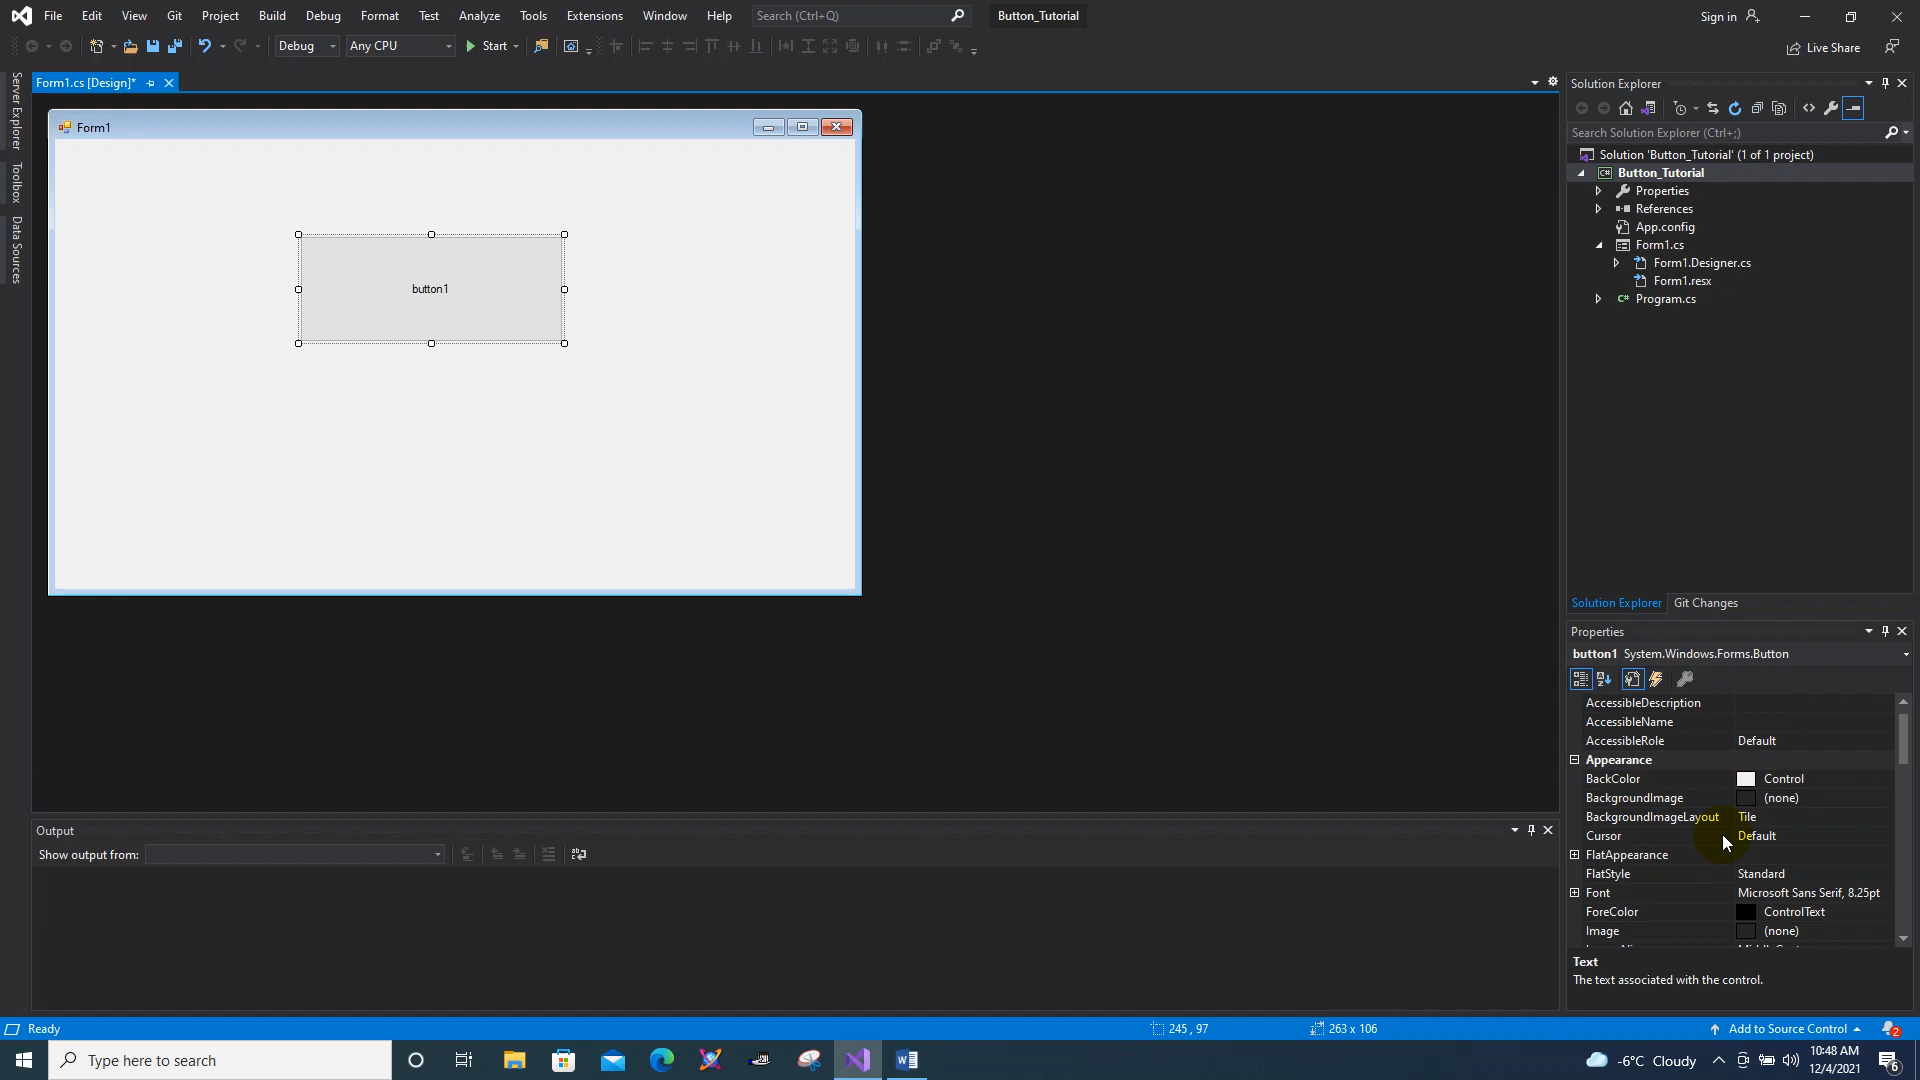 File Edit View Git Project Build Debug Format Test Analyze Tools Extensions Window Help Search (Ctrl+Q) Button_Tutorial Sign in
Debug Any CPU Start Live Share
Server Explorer
Toolbox
Data Sources
Form1.cs [Design]*
Form1
button1
Solution Explorer
Search Solution Explorer (Ctrl+;)
Solution 'Button_Tutorial' (1 of 1 project)
C# Button_Tutorial
Properties
References
App.config
Form1.cs
Form1.Designer.cs
Form1.resx
C# Program.cs
Solution Explorer Git Changes
Properties
button1 System.Windows.Forms.Button
AccessibleDescription
AccessibleName
AccessibleRole Default
Appearance
BackColor Control
BackgroundImage (none)
BackgroundImageLayout Tile
Cursor Default
FlatAppearance
FlatStyle Standard
Font Microsoft Sans Serif, 8.25pt
ForeColor ControlText
Image (none)
Text
The text associated with the control.
Output
Show output from:
Ready 245 , 97 263 x 106 Add to Source Control 2
Type here to search -6°C Cloudy 10:48 AM
12/4/2021 6